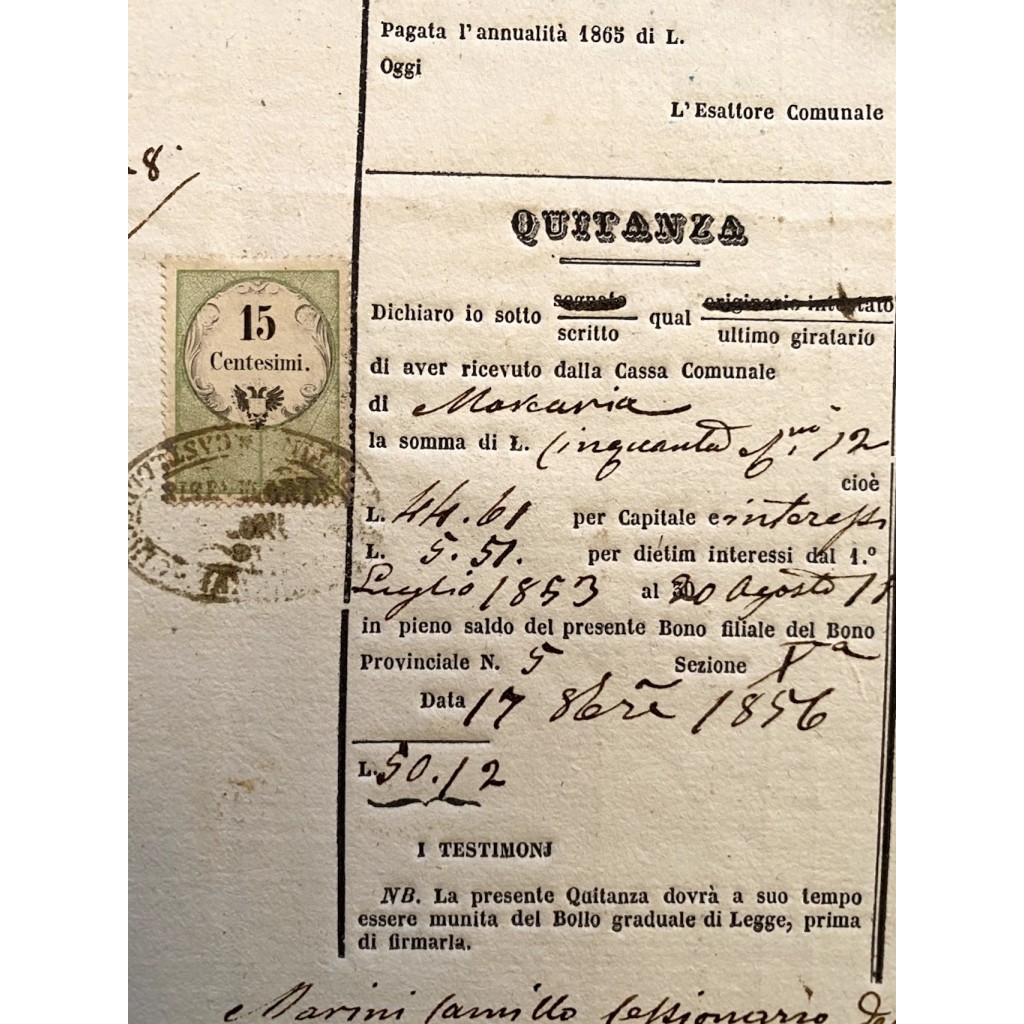 Pagata l'annualità 1865 di L.
Oggi
L'Esattore Comunale
8.
QUITANZA
15
Centesimi.
Dichiaro io sotto segnato scritto qual originario intestato ultimo giratario
di aver ricevuto dalla Cassa Comunale
di Marcaria
la somma di L. Cinquanta Cmi 12
cioè
L. 44.61 per Capitale e interessi
L. 5.51. per dietim interessi dal 1.º
Luglio 1853 al 30 Agosto
in pieno saldo del presente Bono filiale del Bono
Provinciale N. 5 Sezione Va
Data 17 8bre 1856
L. 50.12
I TESTIMONJ
NB. La presente Quitanza dovrà a suo tempo
essere munita del Bollo graduale di Legge, prima
di firmarla.
Marini Camillo Cessionario